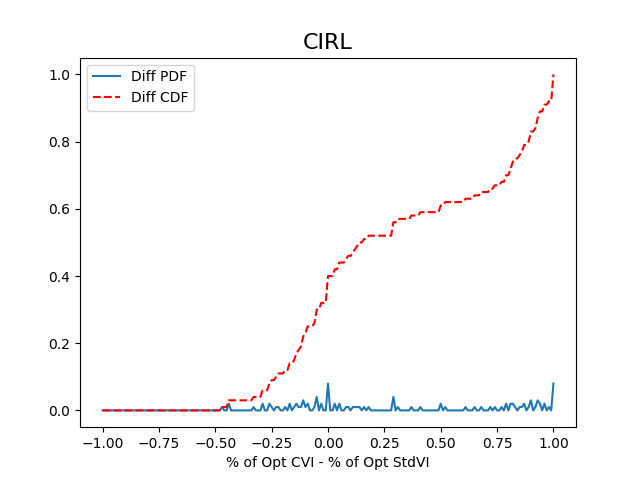 CIRL
Diff PDF
Diff CDF
1.0
0.8
0.6
0.4
0.2
0.0
−1.00 −0.75 −0.50 −0.25 0.00 0.25 0.50 0.75 1.00
% of Opt CVI - % of Opt StdVI